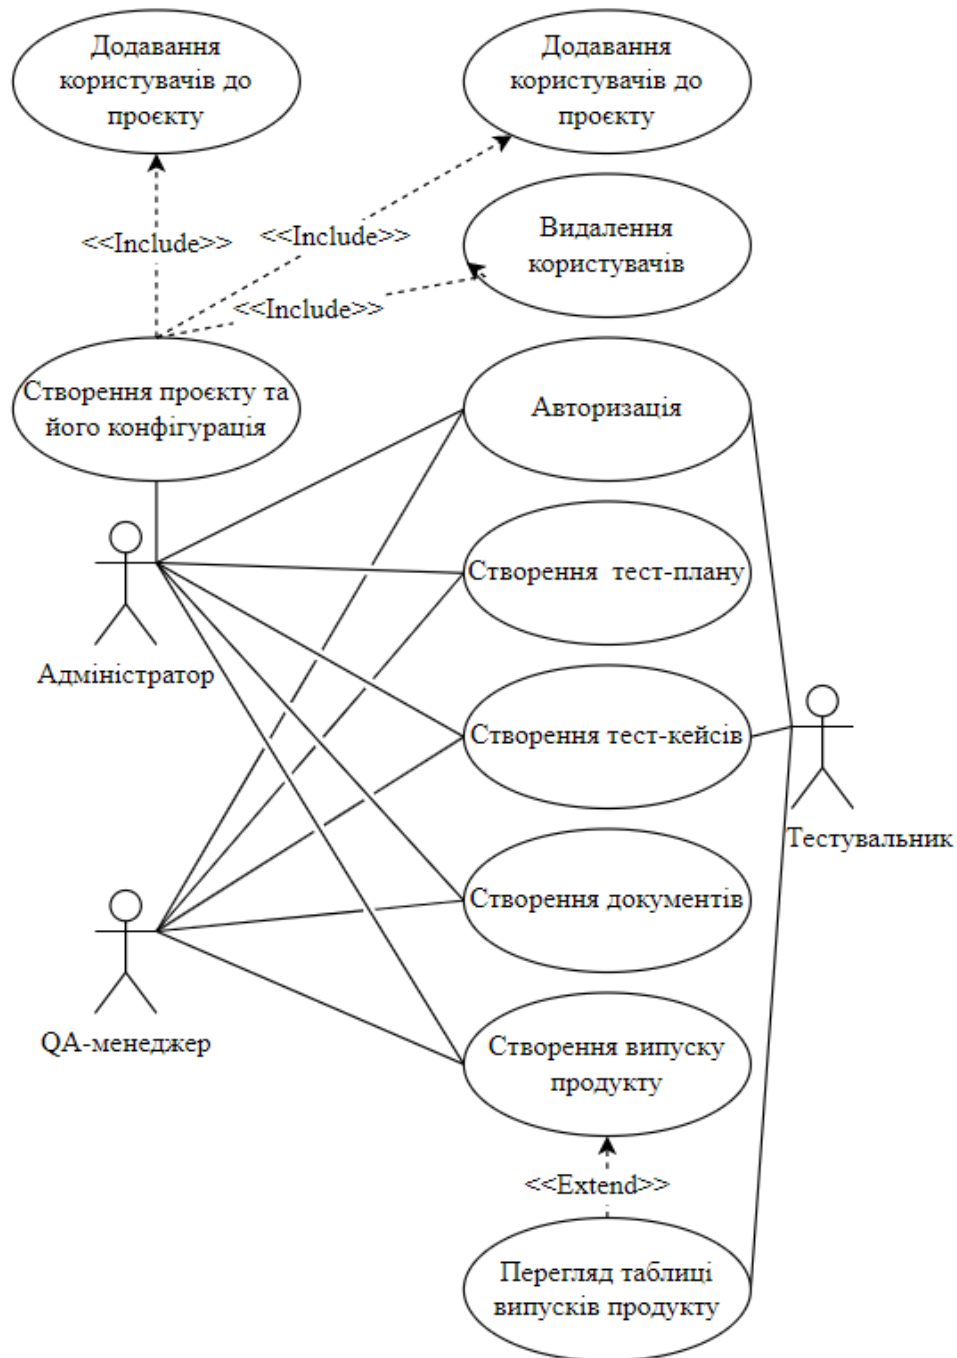 Додавання
користувачів до
проєкту
Додавання
користувачів до
проєкту
<<Include>>
<<Include>>
Видалення
користувачів
<<Include>>
Створення проєкту та
його конфігурація
Авторизація
Створення тест-плану
Адміністратор
Створення тест-кейсів
Тестувальник
Створення документів
QA-менеджер
Створення випуску
продукту
<<Extend>>
Перегляд таблиці
випусків продукту